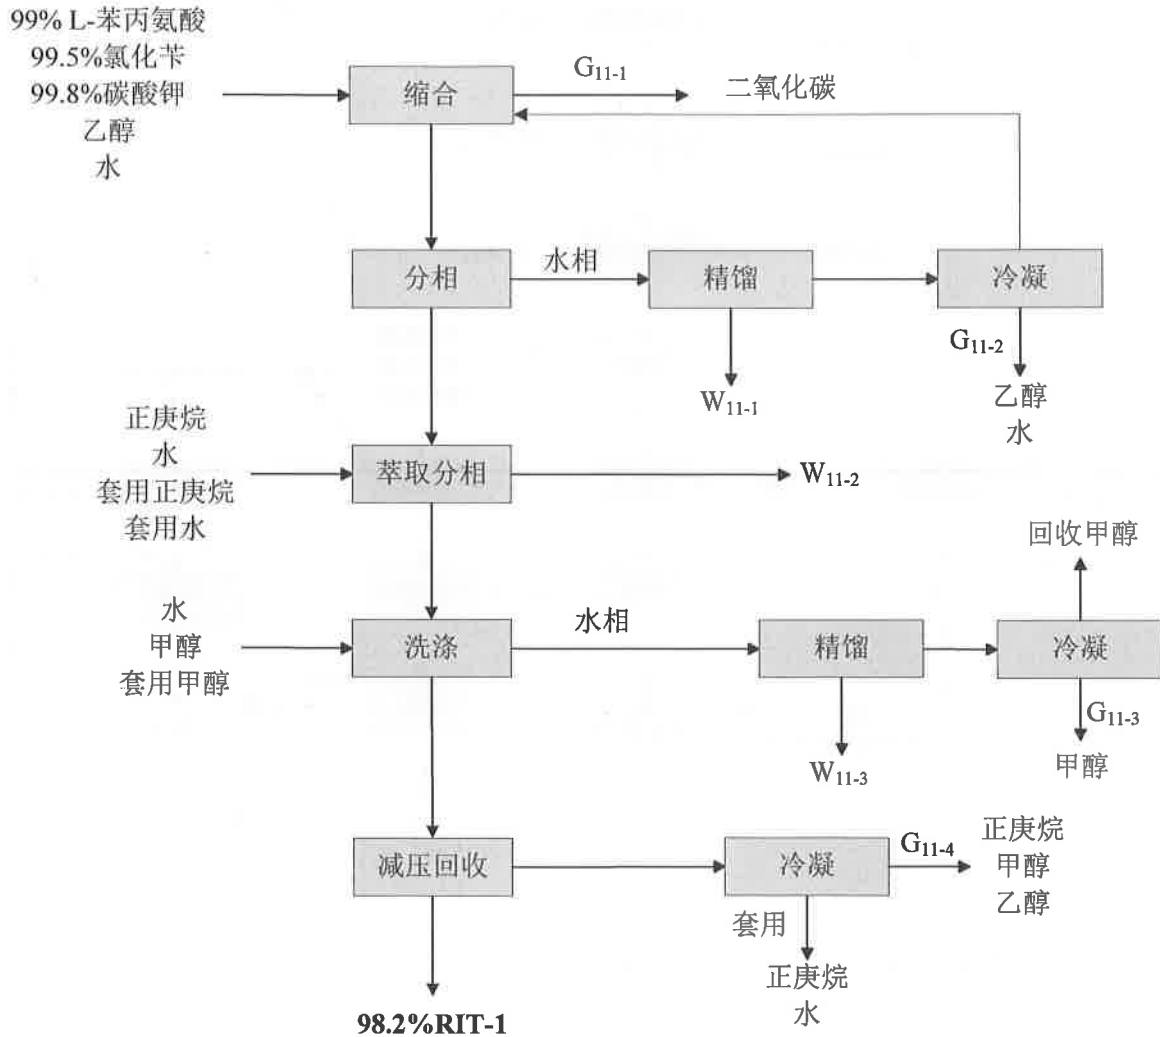 99% L-苯丙氨酸
99.5%氯化苄
99.8%碳酸钾
乙醇
水
缩合
G11-1
二氧化碳
分相
水相
精馏
冷凝
W11-1
G11-2
乙醇
水
正庚烷
水
套用正庚烷
套用水
萃取分相
W11-2
水
甲醇
套用甲醇
洗涤
水相
精馏
冷凝
回收甲醇
W11-3
G11-3
甲醇
减压回收
冷凝
G11-4
正庚烷
甲醇
乙醇
套用
正庚烷
水
98.2%RIT-1